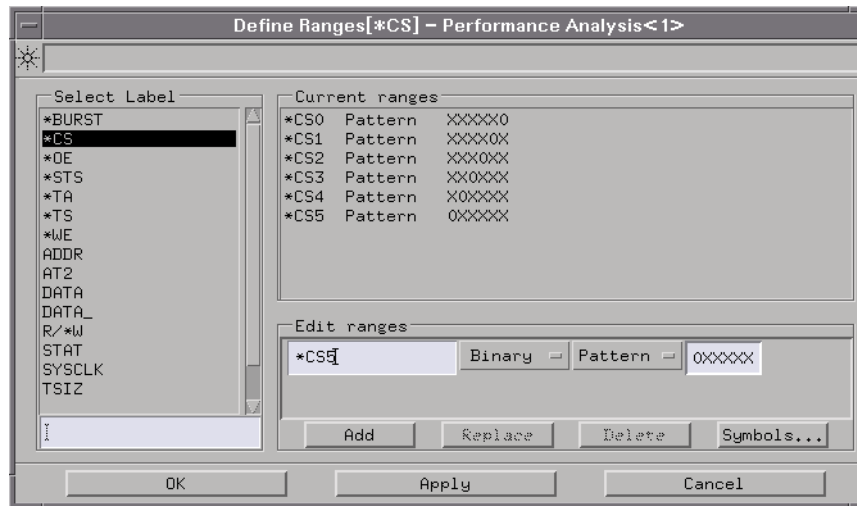 Define Ranges[*CS] — Performance Analysis<1>
Select Label
*BURST
*CS
*OE
*STS
*TA
*TS
*WE
ADDR
AT2
DATA
DATA_
R/*W
STAT
SYSCLK
TSIZ
Current ranges
*CS0 Pattern XXXXX0
*CS1 Pattern XXXX0X
*CS2 Pattern XXX0XX
*CS3 Pattern XX0XXX
*CS4 Pattern X0XXXX
*CS5 Pattern 0XXXXX
Edit ranges
*CS5 Binary Pattern 0XXXXX
Add Replace Delete Symbols...
OK Apply Cancel